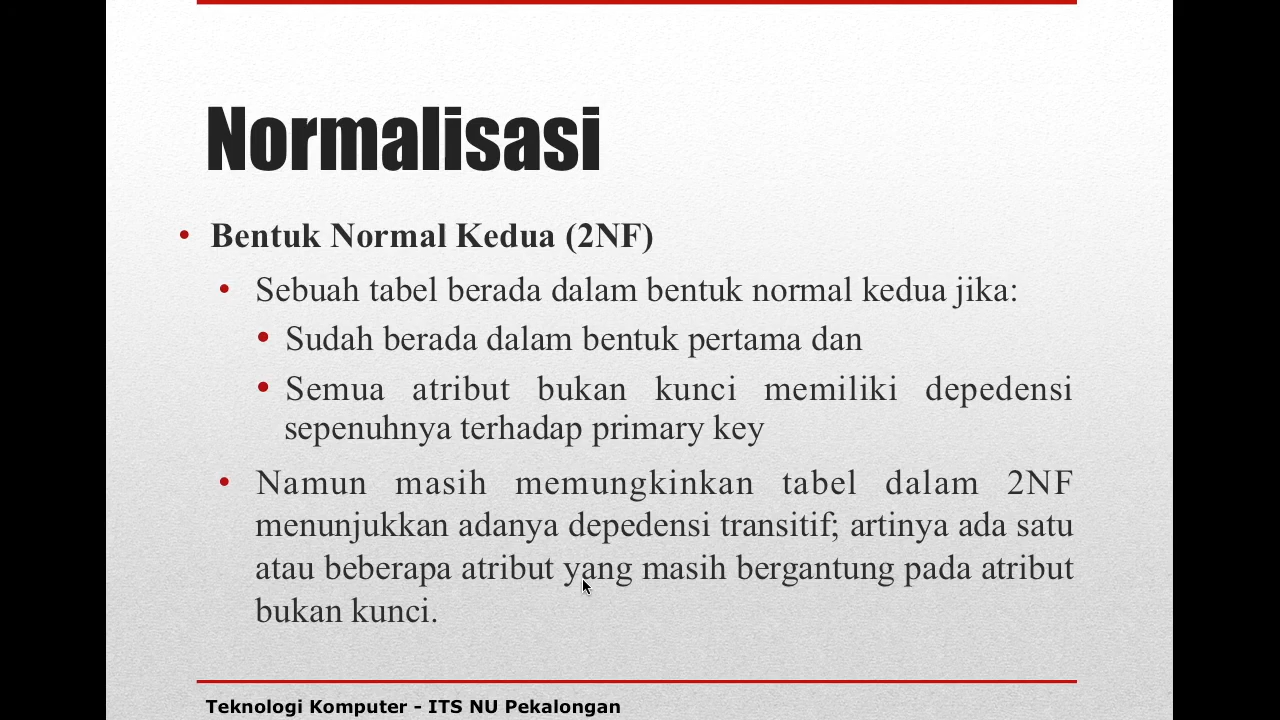 Normalisasi
• Bentuk Normal Kedua (2NF)
• Sebuah tabel berada dalam bentuk normal kedua jika:
• Sudah berada dalam bentuk pertama dan
• Semua atribut bukan kunci memiliki depedensi
sepenuhnya terhadap primary key
• Namun masih memungkinkan tabel dalam 2NF
menunjukkan adanya depedensi transitif; artinya ada satu
atau beberapa atribut yang masih bergantung pada atribut
bukan kunci.
Teknologi Komputer - ITS NU Pekalongan